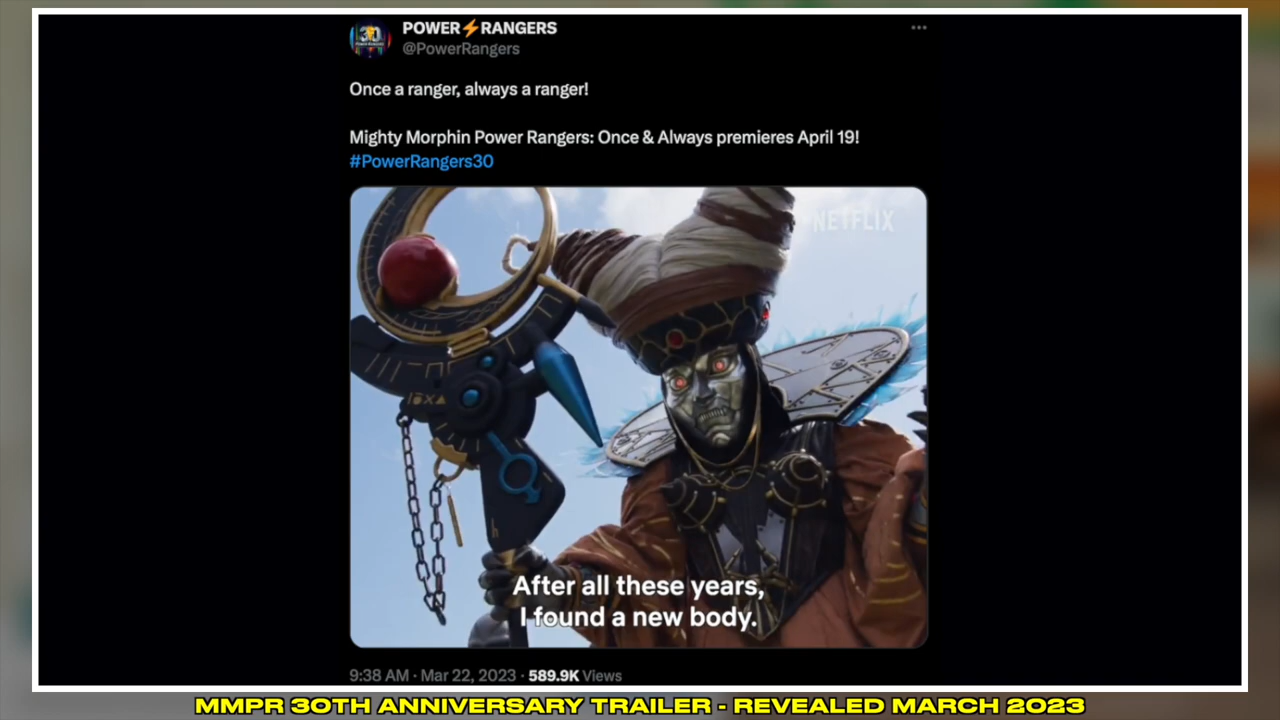 POWER⚡RANGERS
@PowerRangers
Once a ranger, always a ranger!
Mighty Morphin Power Rangers: Once & Always premieres April 19!
#PowerRangers30
NETFLIX
After all these years,
I found a new body.
9:38 AM · Mar 22, 2023 · 589.9K Views
MMPR 30TH ANNIVERSARY TRAILER - REVEALED MARCH 2023